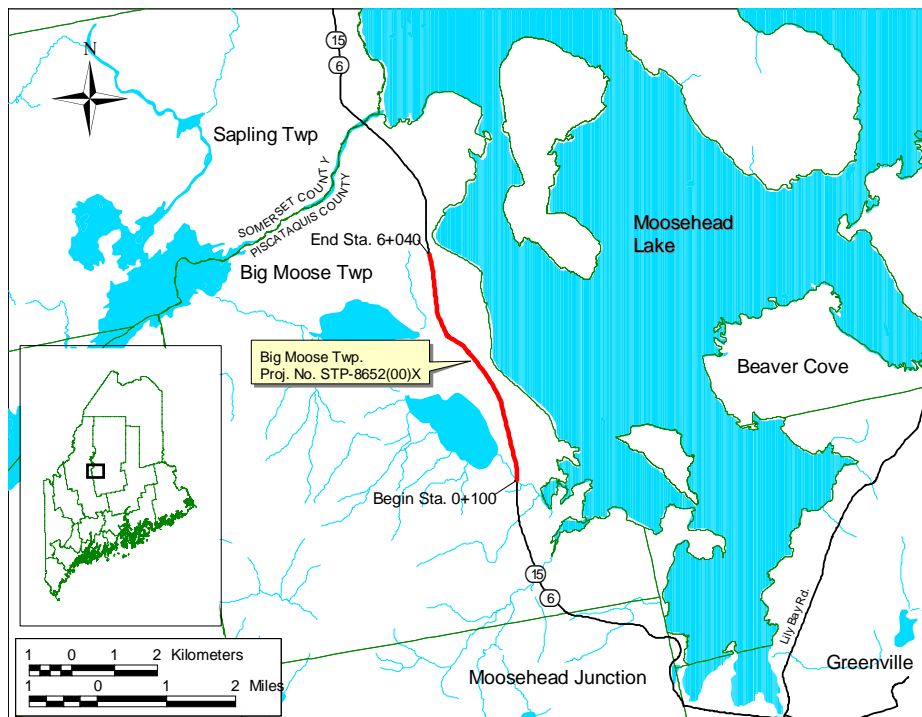 15
6
N
Sapling Twp
SOMERSET COUNTY
PISCATAQUIS COUNTY
Moosehead
Lake
End Sta. 6+040
Big Moose Twp
Big Moose Twp.
Proj. No. STP-8652(00)X
Beaver Cove
Begin Sta. 0+100
15
6
Lily Bay Rd.
Greenville
Moosehead Junction
1 0 1 2 Kilometers
1 0 1 2 Miles